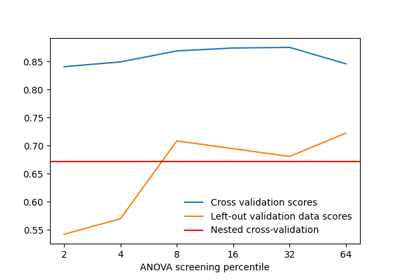 0.85
0.80
0.75
0.70
0.65
0.60
0.55
Cross validation scores
Left-out validation data scores
Nested cross-validation
2 4 8 16 32 64
ANOVA screening percentile